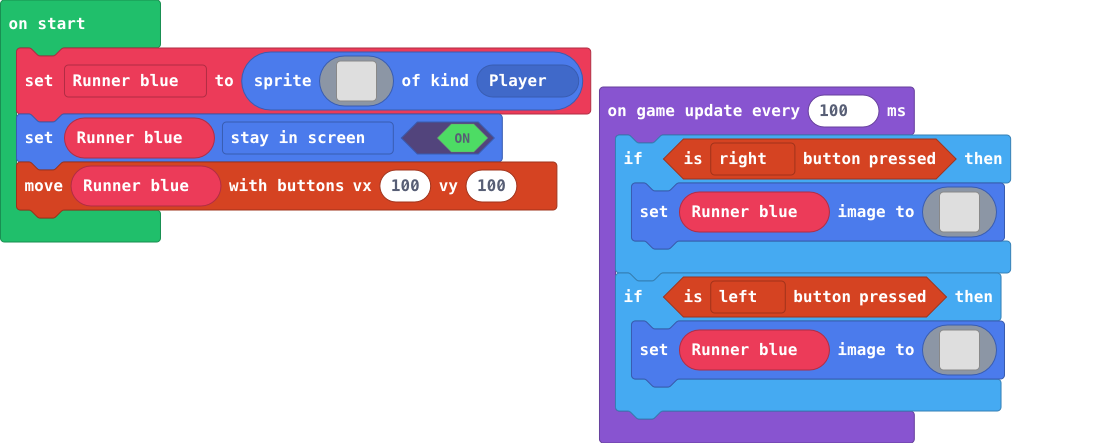 on start
set Runner blue to sprite of kind Player
set Runner blue stay in screen ON
move Runner blue with buttons vx 100 vy 100
on game update every 100 ms
if is right button pressed then
set Runner blue image to
if is left button pressed then
set Runner blue image to